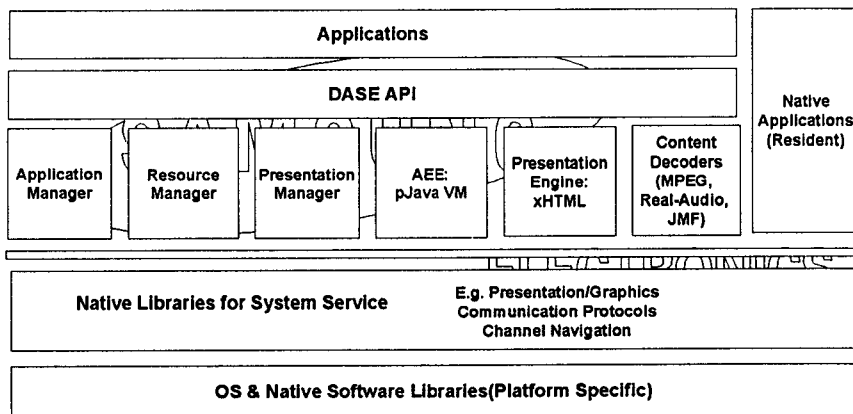 Applications
DASE API
Native
Applications
(Resident)
Application
Manager
Resource
Manager
Presentation
Manager
AEE:
pJava VM
Presentation
Engine:
xHTML
Content
Decoders
(MPEG,
Real-Audio,
JMF)
Native Libraries for System Service
E.g. Presentation/Graphics
Communication Protocols
Channel Navigation
OS & Native Software Libraries(Platform Specific)